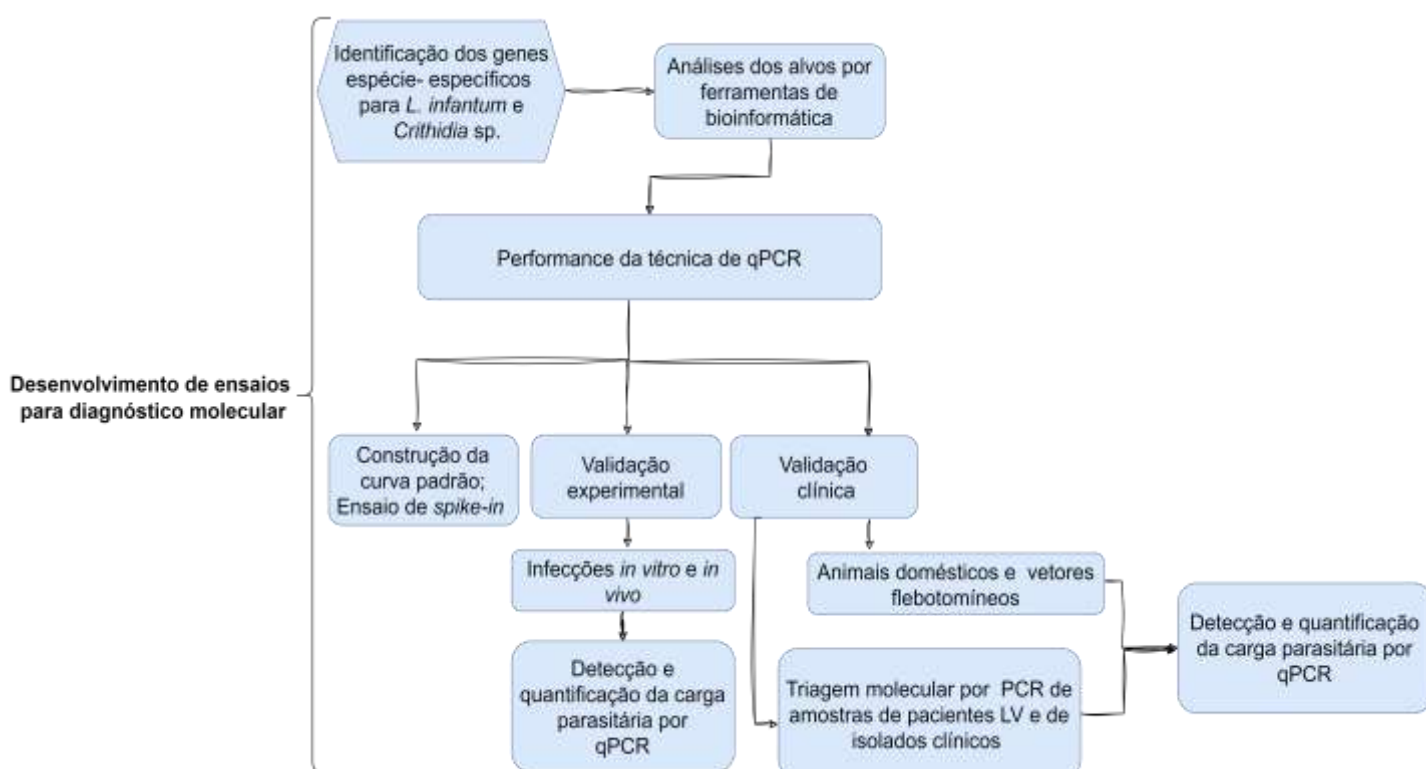 Identificação dos genes
espécie- específicos
para L. infantum e
Crithidia sp.
Análises dos alvos por
ferramentas de
bioinformática
Performance da técnica de qPCR
Desenvolvimento de ensaios
para diagnóstico molecular
Construção da
curva padrão;
Ensaio de spike-in
Validação
experimental
Validação
clínica
Infecções in vitro e in
vivo
Animais domésticos e vetores
flebotomíneos
Detecção e quantificação
da carga parasitária por
qPCR
Detecção e
quantificação da carga
parasitária por
qPCR
Triagem molecular por PCR de
amostras de pacientes LV e de
isolados clínicos